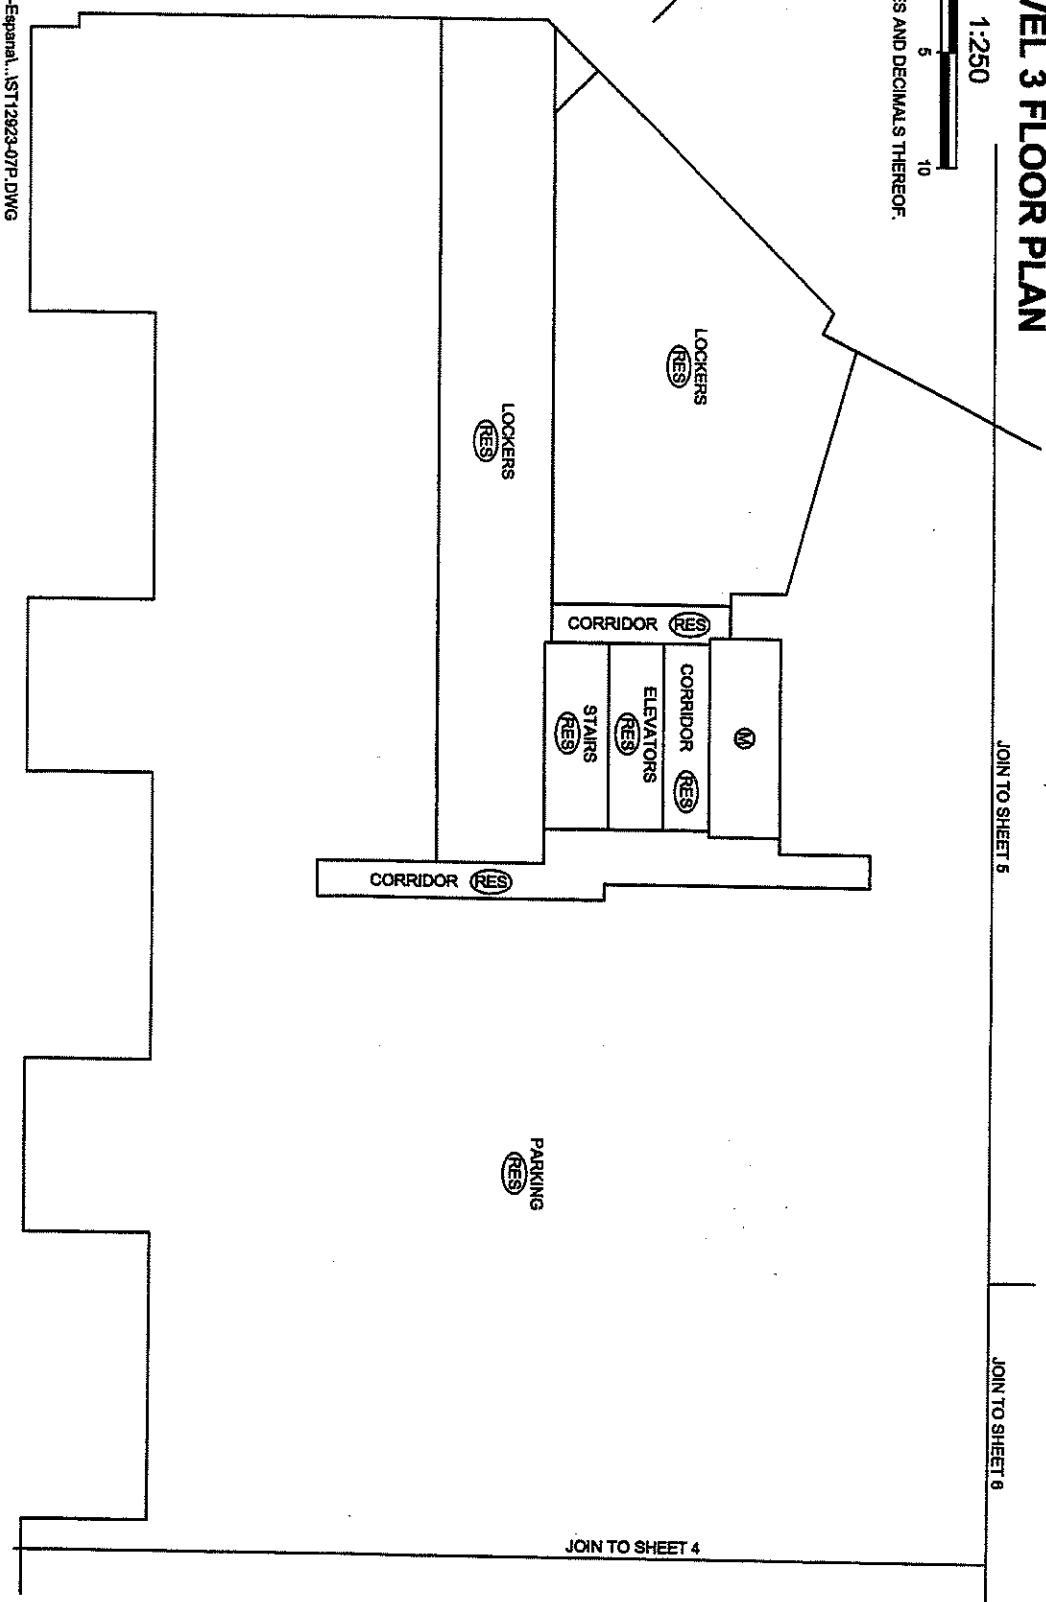 VEL 3 FLOOR PLAN
1:250
5 10
ES AND DECIMALS THEREOF.
JOIN TO SHEET 5
JOIN TO SHEET 6
LOCKERS
RES
LOCKERS
RES
CORRIDOR RES
M
CORRIDOR RES
ELEVATORS
RES
STAIRS
RES
CORRIDOR RES
PARKING
RES
JOIN TO SHEET 4
-Espana\...\ST12923-07P.DWG